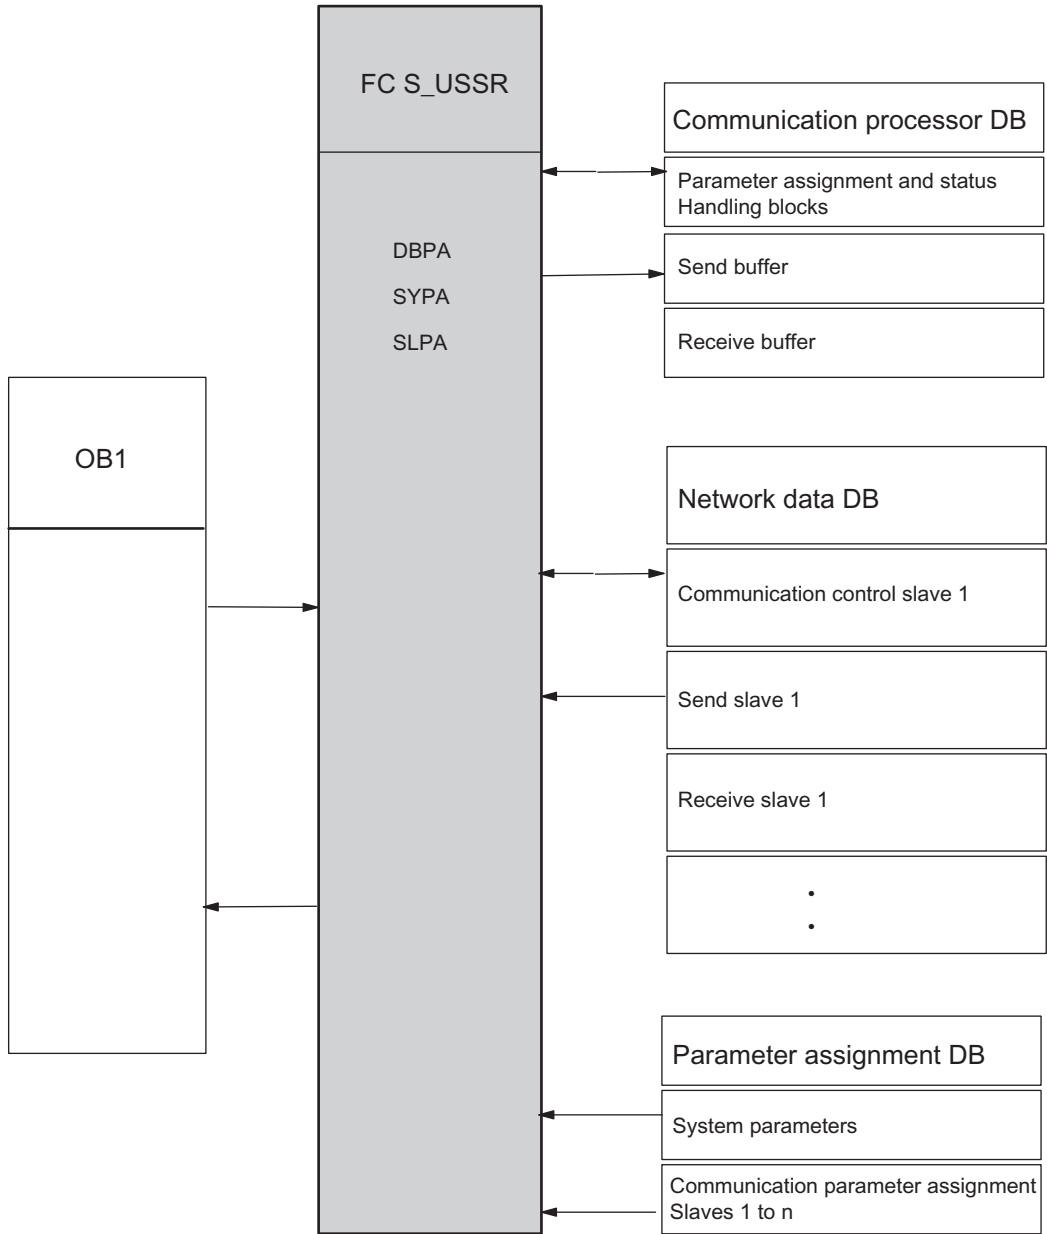 FC S_USSR
DBPA
SYPA
SLPA
OB1
Communication processor DB
Parameter assignment and status
Handling blocks
Send buffer
Receive buffer
Network data DB
Communication control slave 1
Send slave 1
Receive slave 1
.
.
Parameter assignment DB
System parameters
Communication parameter assignment
Slaves 1 to n